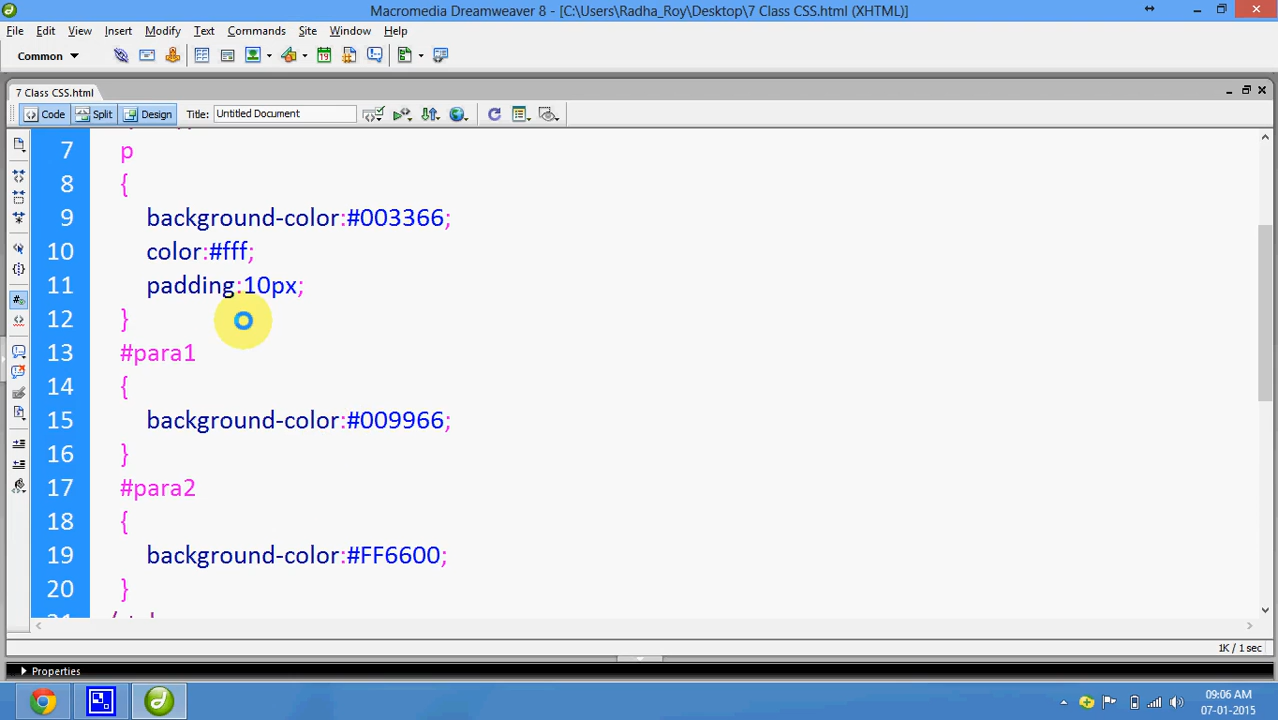 Macromedia Dreamweaver 8 - [C:\Users\Radha_Roy\Desktop\7 Class CSS.html (XHTML)]
File Edit View Insert Modify Text Commands Site Window Help
Common
7 Class CSS.html
Code Split Design Title: Untitled Document
7 p
8 {
9 background-color:#003366;
10 color:#fff;
11 padding:10px;
12 }
13 #para1
14 {
15 background-color:#009966;
16 }
17 #para2
18 {
19 background-color:#FF6600;
20 }
1K / 1 sec
Properties
09:06 AM
07-01-2015